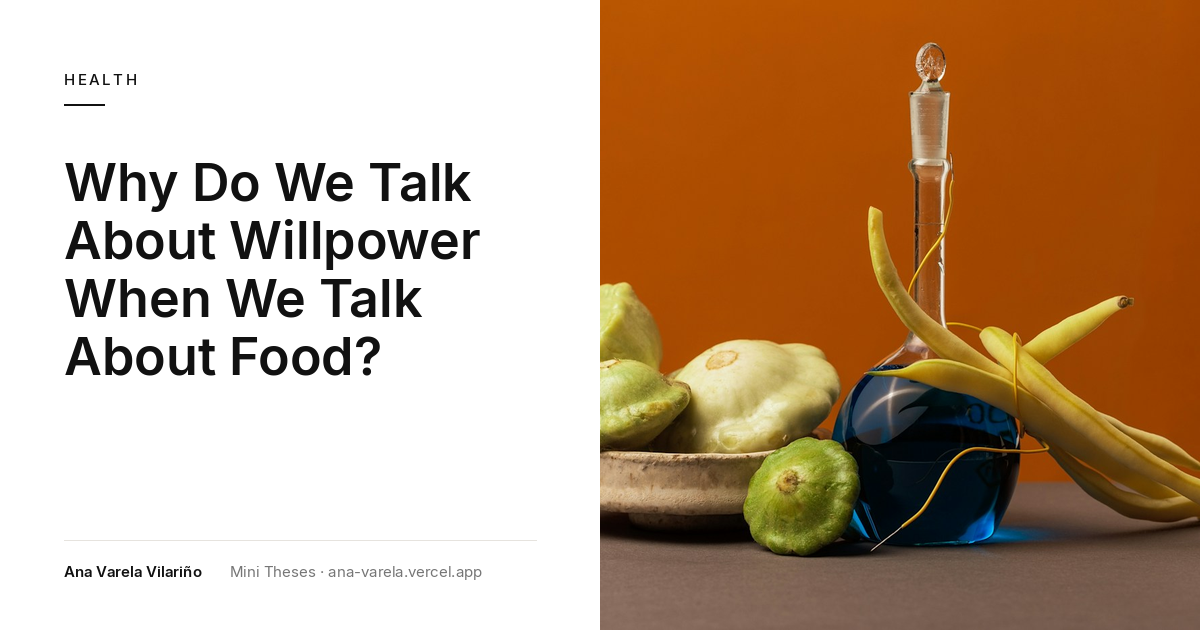 HEALTH
Why Do We Talk
About Willpower
When We Talk
About Food?
Ana Varela Vilariño Mini Theses · ana-varela.vercel.app